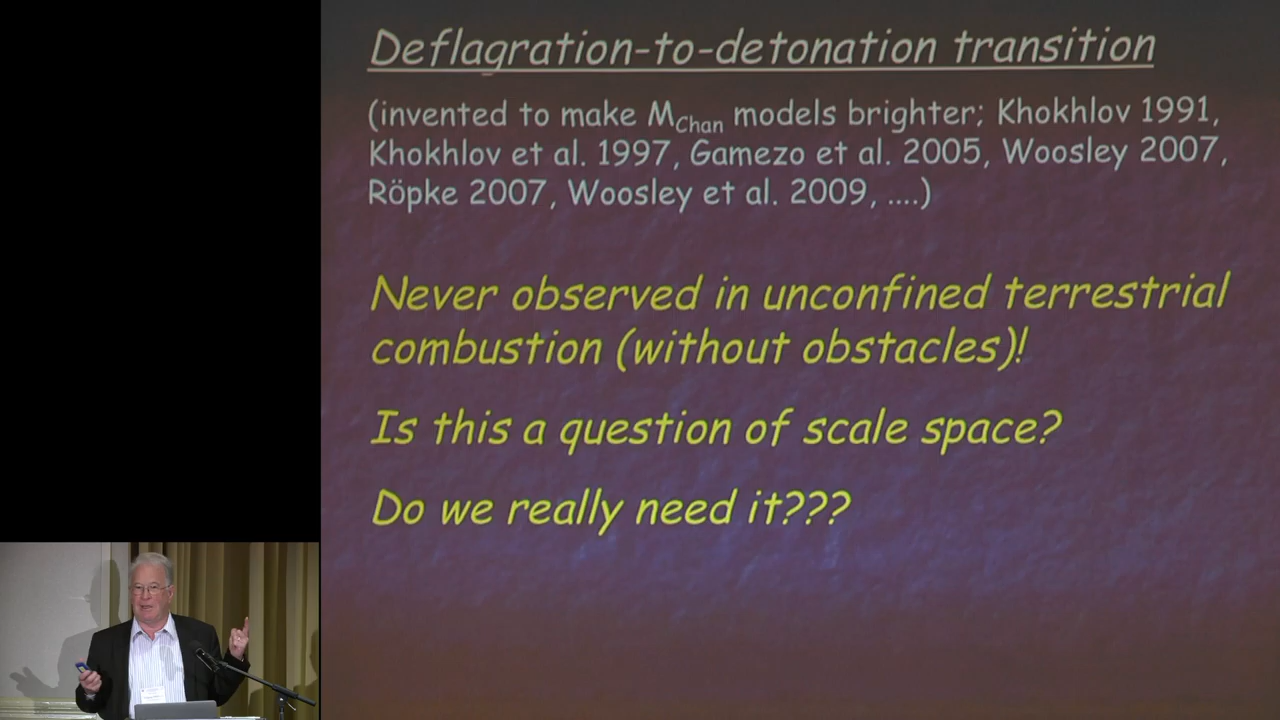 Deflagration-to-detonation transition
(invented to make MChan models brighter; Khokhlov 1991,
Khokhlov et al. 1997, Gamezo et al. 2005, Woosley 2007,
Röpke 2007, Woosley et al. 2009, ....)
Never observed in unconfined terrestrial
combustion (without obstacles)!
Is this a question of scale space?
Do we really need it???